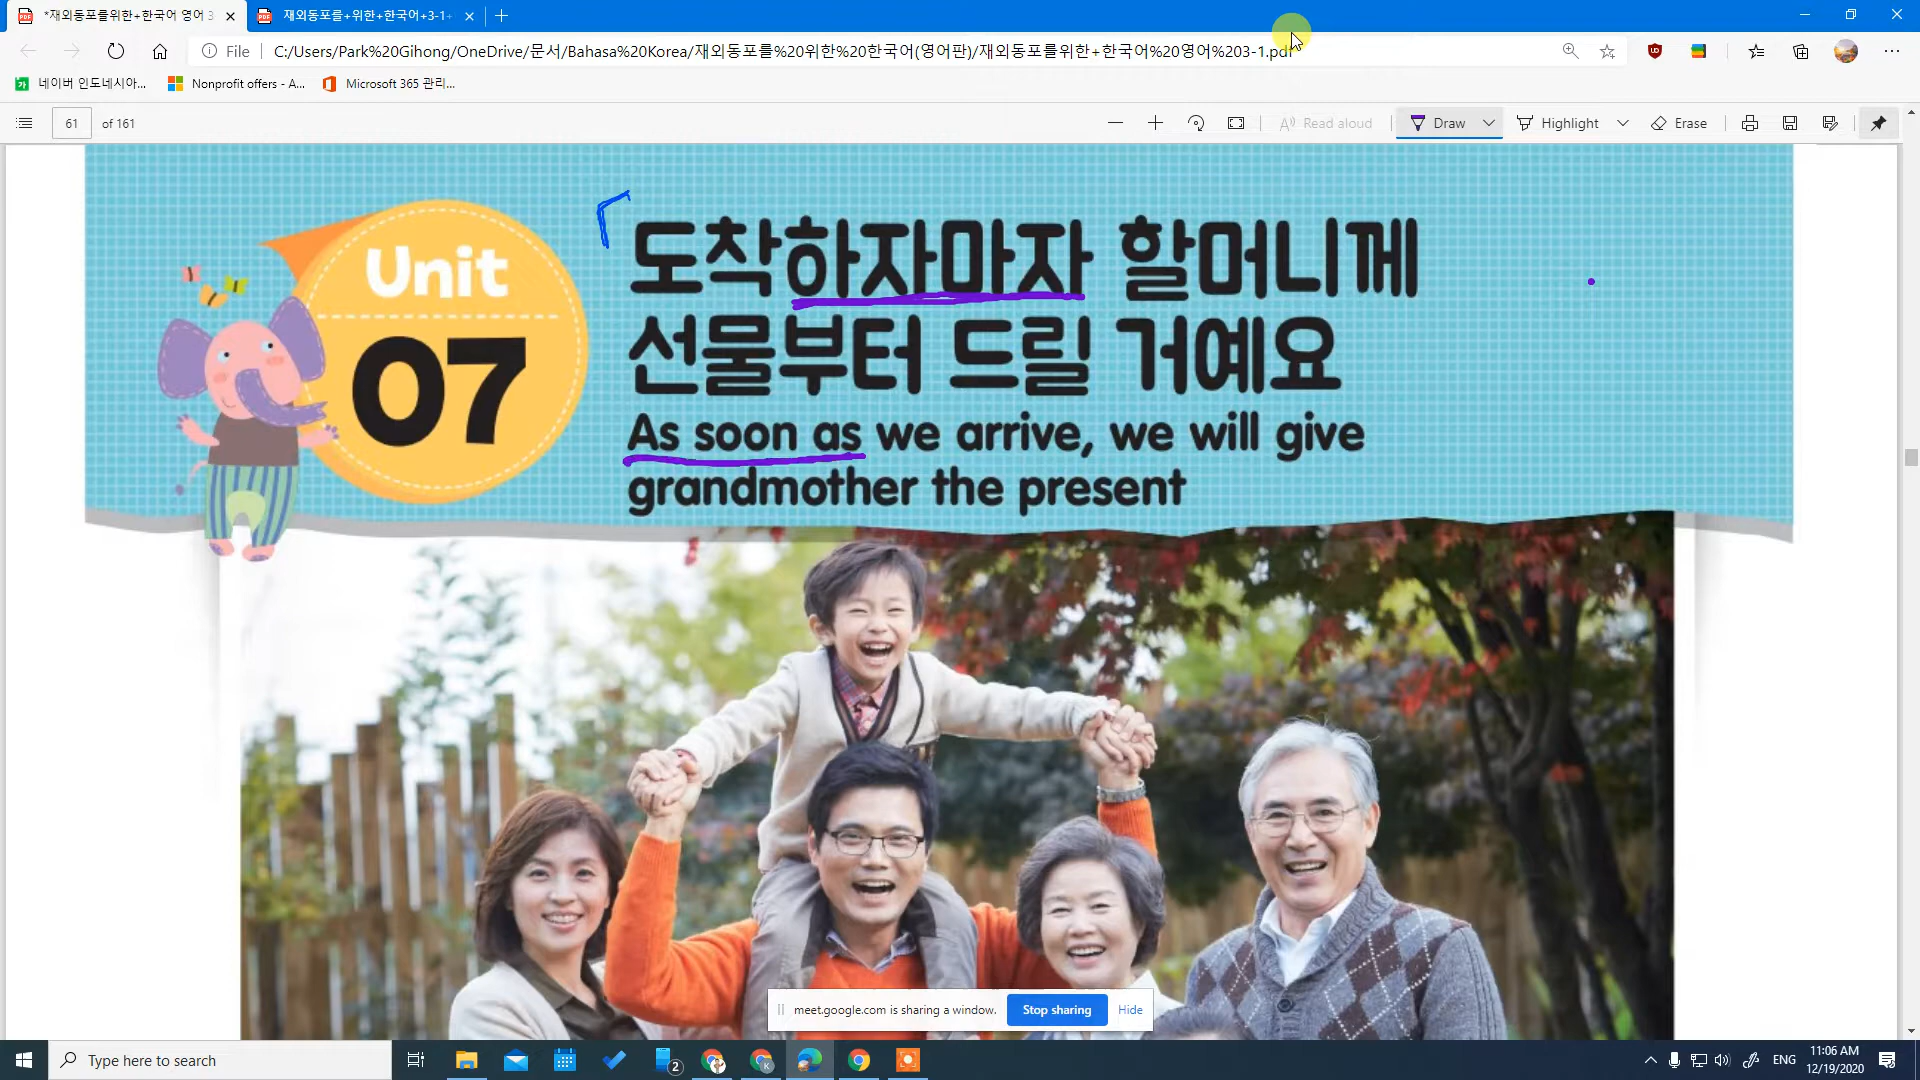 *재외동포를위한+한국어 영어 3
재외동포를+위한+한국어+3-1+
File
C:/Users/Park%20Gihong/OneDrive/문서/Bahasa%20Korea/재외동포를%20위한%20한국어(영어판)/재외동포를위한+한국어%20영어%203-1.pdf
네이버 인도네시아...
Nonprofit offers - A...
Microsoft 365 관리...
61 of 161
Read aloud
Draw
Highlight
Erase
Unit
07
도착하자마자 할머니께
선물부터 드릴 거예요
As soon as we arrive, we will give
grandmother the present
meet.google.com is sharing a window.
Stop sharing
Hide
Type here to search
2
ENG
11:06 AM
12/19/2020